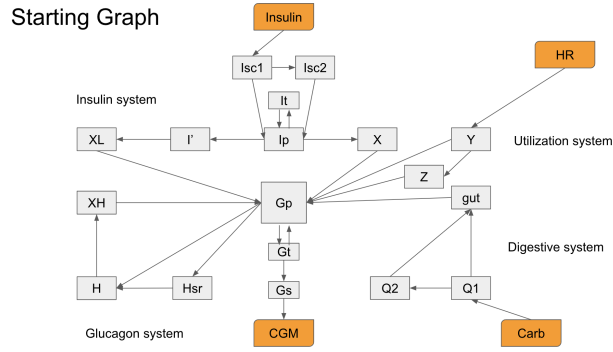 Starting Graph
Insulin
HR
Isc1
Isc2
Insulin system
It
XL
I'
Ip
X
Y
Utilization system
Z
XH
Gp
gut
Gt
Digestive system
H
Hsr
Gs
Q2
Q1
Glucagon system
CGM
Carb